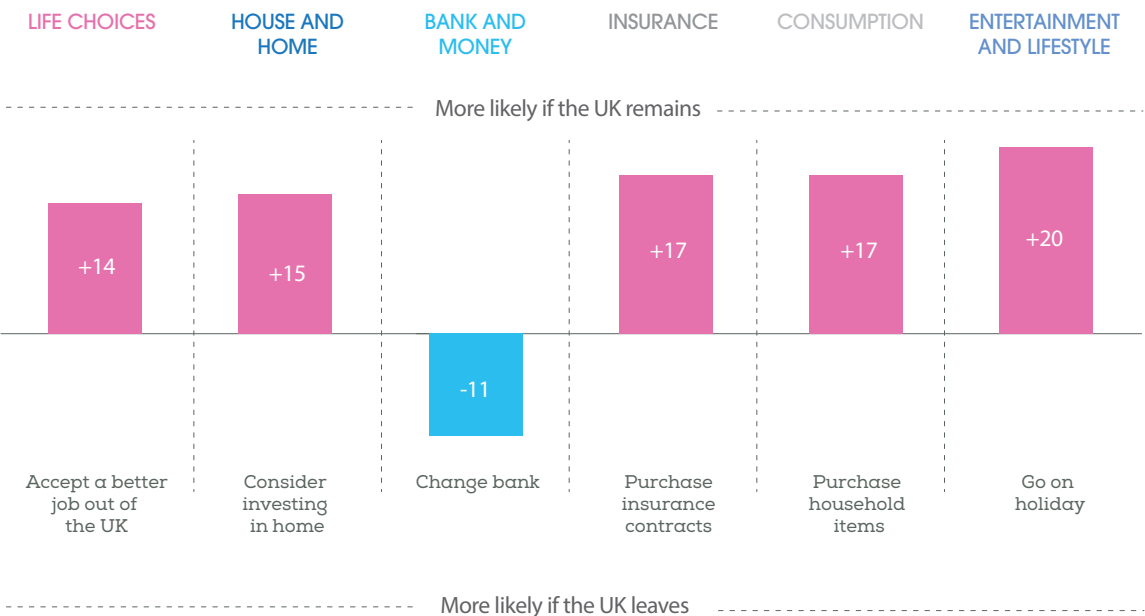 LIFE CHOICES
HOUSE AND
HOME
BANK AND
MONEY
INSURANCE
CONSUMPTION
ENTERTAINMENT
AND LIFESTYLE
More likely if the UK remains
+14
+15
-11
+17
+17
+20
Accept a better
job out of
the UK
Consider
investing
in home
Change bank
Purchase
insurance
contracts
Purchase
household
items
Go on
holiday
More likely if the UK leaves